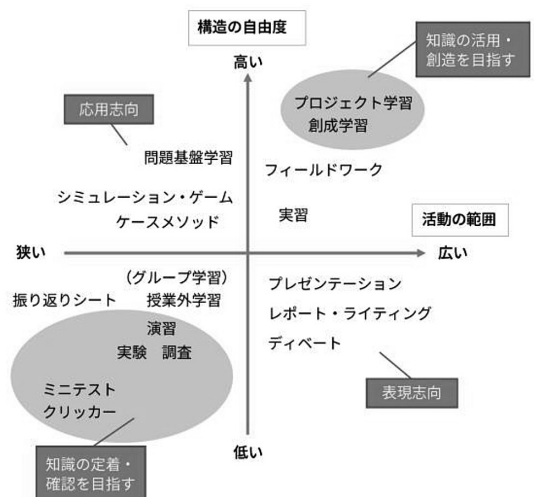 構造の自由度
高い
知識の活用・
創造を目指す
応用志向
プロジェクト学習
創成学習
問題基盤学習
フィールドワーク
シミュレーション・ゲーム
ケースメソッド
実習
活動の範囲
狭い
広い
(グループ学習)
振り返りシート
授業外学習
プレゼンテーション
レポート・ライティング
ディベート
演習
実験 調査
ミニテスト
クリッカー
表現志向
低い
知識の定着・
確認を目指す